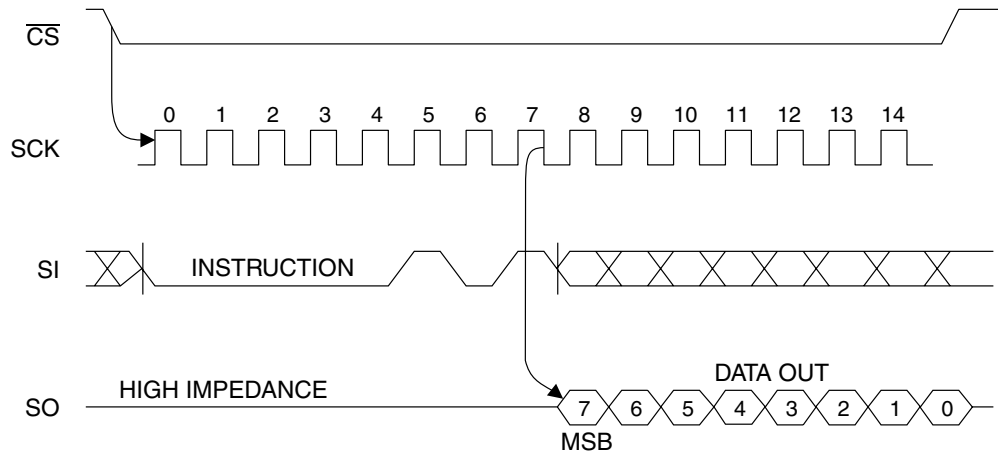 CS
0 1 2 3 4 5 6 7 8 9 10 11 12 13 14
SCK
SI
INSTRUCTION
HIGH IMPEDANCE
DATA OUT
SO
7 6 5 4 3 2 1 0
MSB